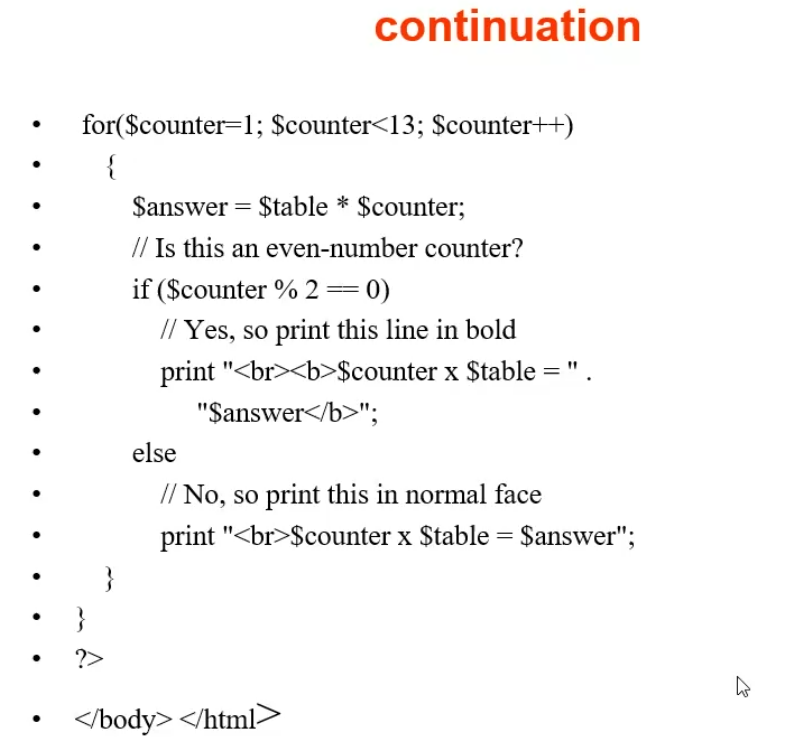 continuation
• for($counter=1; $counter<13; $counter++)
• {
• $answer = $table * $counter;
• // Is this an even-number counter?
• if ($counter % 2 == 0)
• // Yes, so print this line in bold
• print "<br><b>$counter x $table = " .
• "$answer</b>";
• else
• // No, so print this in normal face
• print "<br>$counter x $table = $answer";
• }
• }
• ?>
• </body> </html>